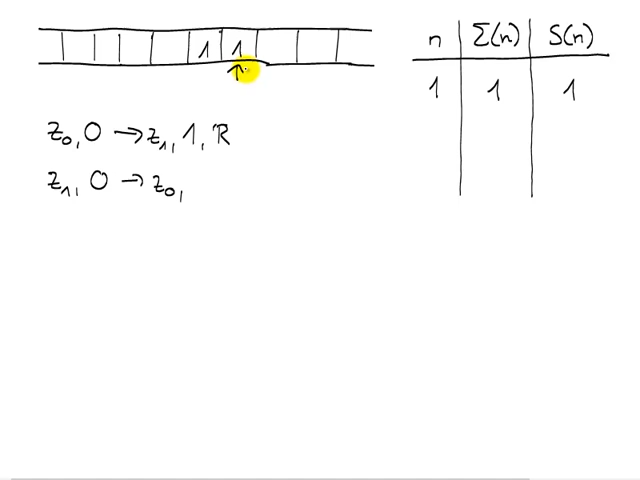 1 1
n Σ(n) S(n)
1 1 1
z₀, 0 → z₁, 1, R
z₁, 0 → z₀,